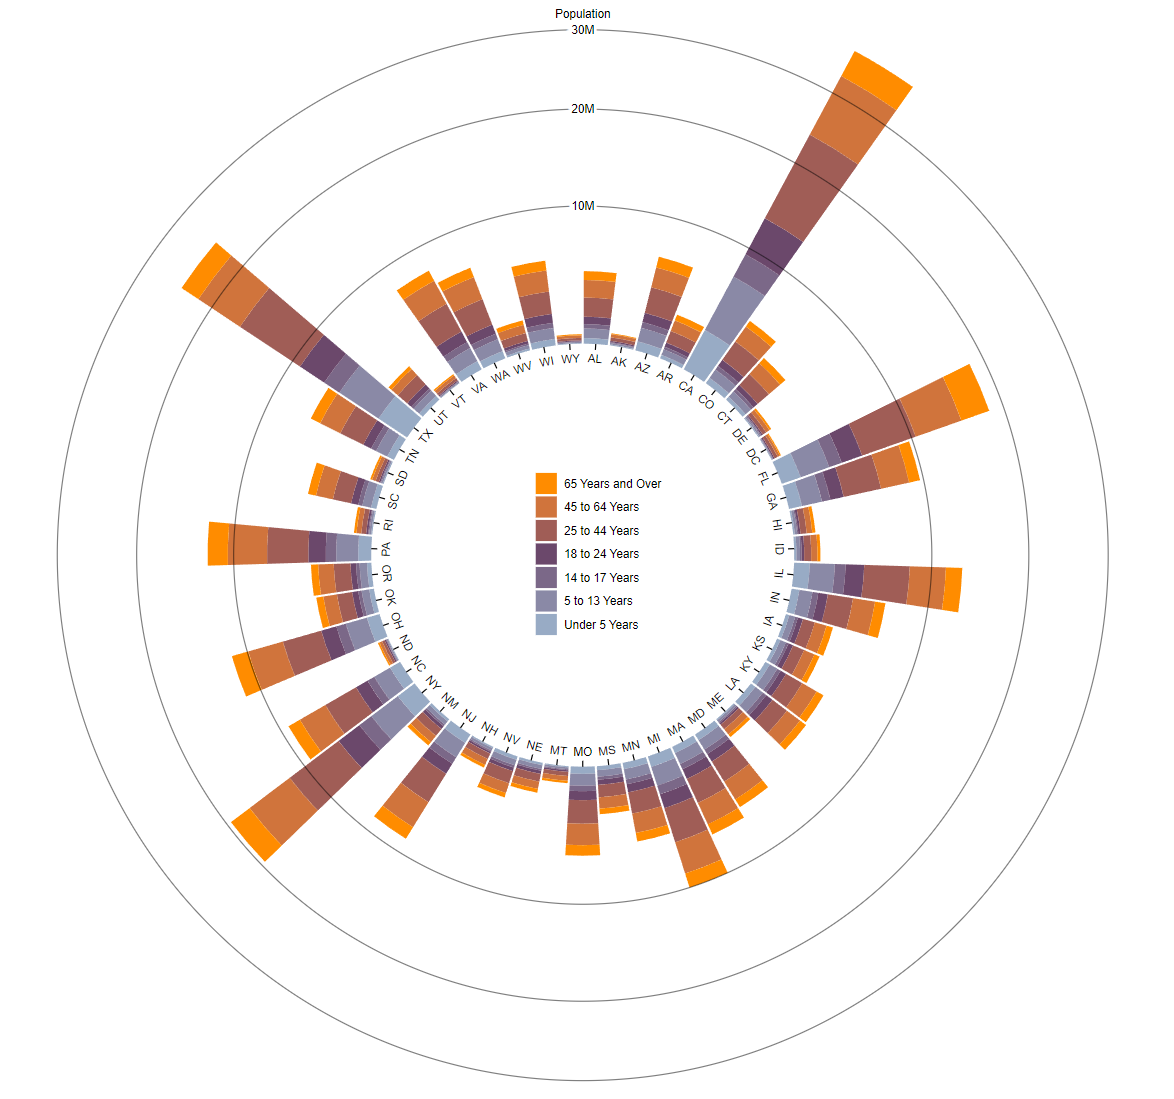 Population
30M
20M
10M
AL
AK
AZ
AR
CA
CO
CT
DE
DC
FL
GA
HI
ID
IL
IN
IA
KS
KY
LA
ME
MD
MA
MI
MN
MS
MO
MT
NE
NV
NH
NJ
NM
NY
NC
ND
OH
OK
OR
PA
RI
SC
SD
TN
TX
UT
VT
VA
WA
WV
WI
WY
65 Years and Over
45 to 64 Years
25 to 44 Years
18 to 24 Years
14 to 17 Years
5 to 13 Years
Under 5 Years